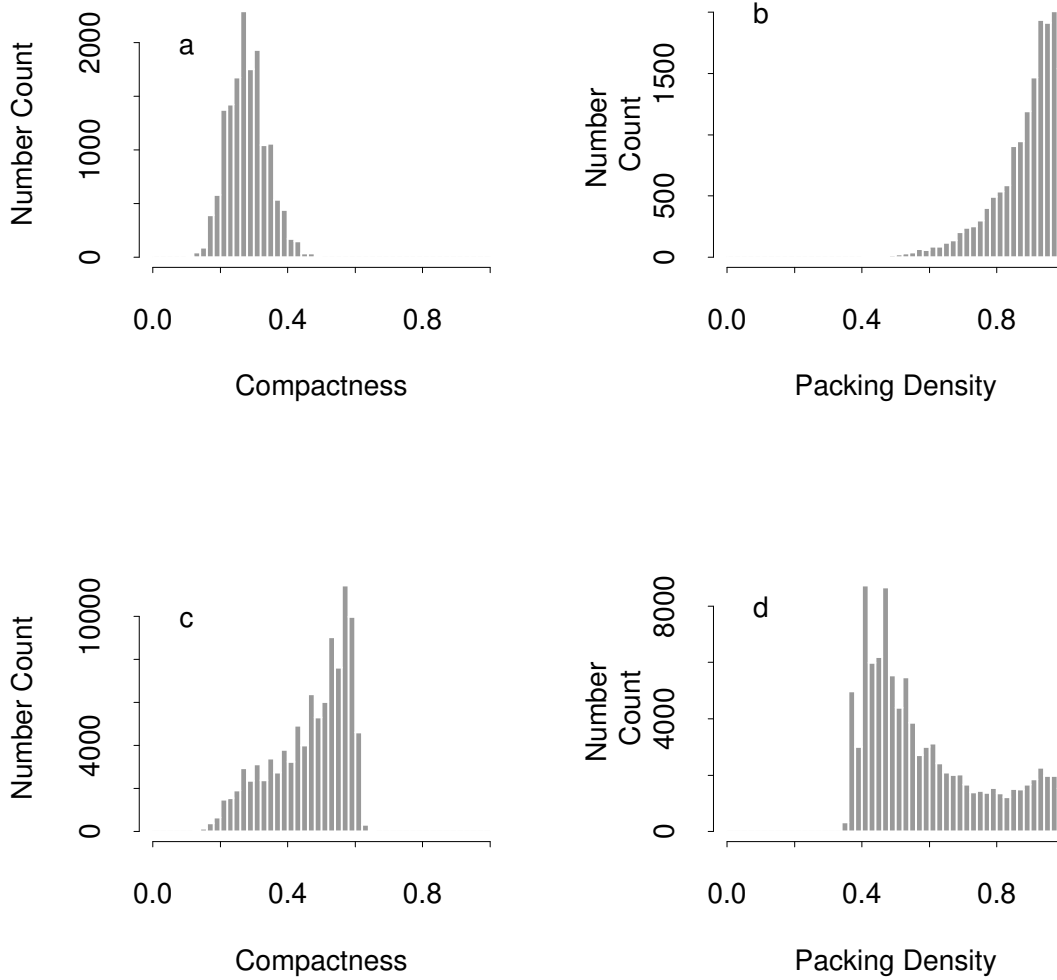 a
Number Count
0 1000 2000
0.0 0.4 0.8
Compactness
b
Number
Count
0 500 1500
0.0 0.4 0.8
Packing Density
c
Number Count
0 4000 10000
0.0 0.4 0.8
Compactness
d
Number
Count
0 4000 8000
0.0 0.4 0.8
Packing Density